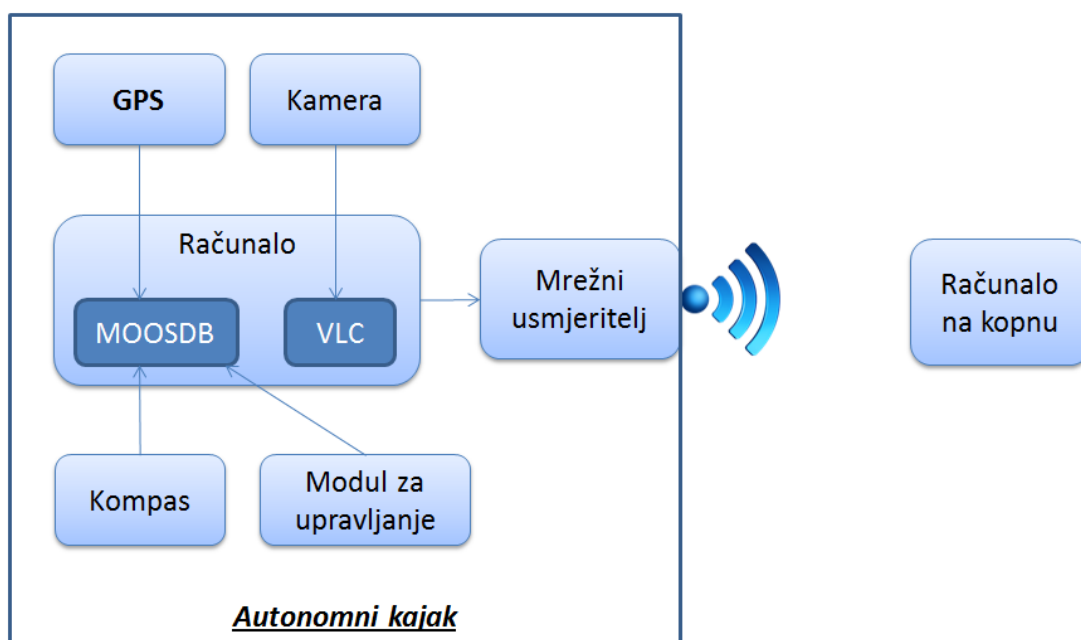 GPS
Kamera
Računalo
MOOSDB
VLC
Mrežni
usmjeritelj
Računalo
na kopnu
Kompas
Modul za
upravljanje
Autonomni kajak